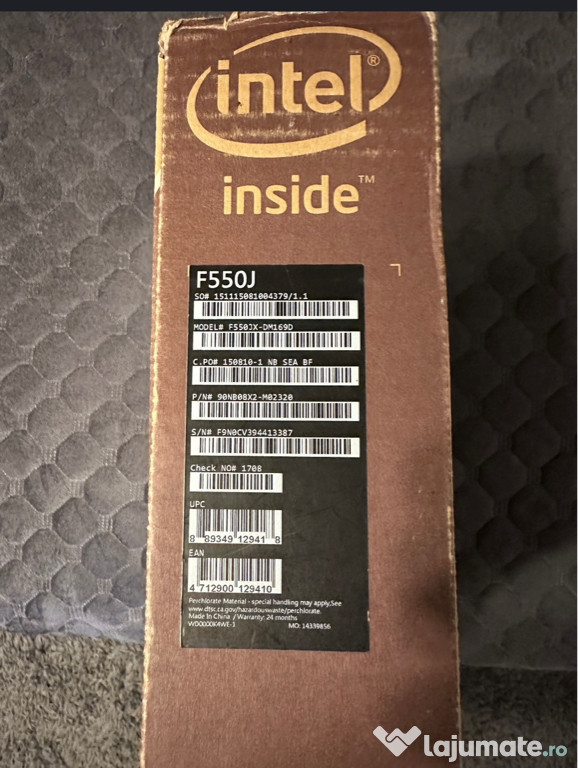 intel®
inside™
F550J
SO# 151115081004379/1.1
MODEL# F550JX-DM169D
C.PO# 150810-1 NB SEA BF
P/N# 90NB08X2-M02320
S/N# F9N0CV394413387
Check NO# 1708
UPC
8 89349 12941 8
EAN
4 712900 129410
Perchlorate Material - special handling may apply,See
www.dtsc.ca.gov/hazardouswaste/perchlorate.
Made In China / Warranty: 24 months
WD0000K4WE-1 MO: 14339856
lajumate.ro